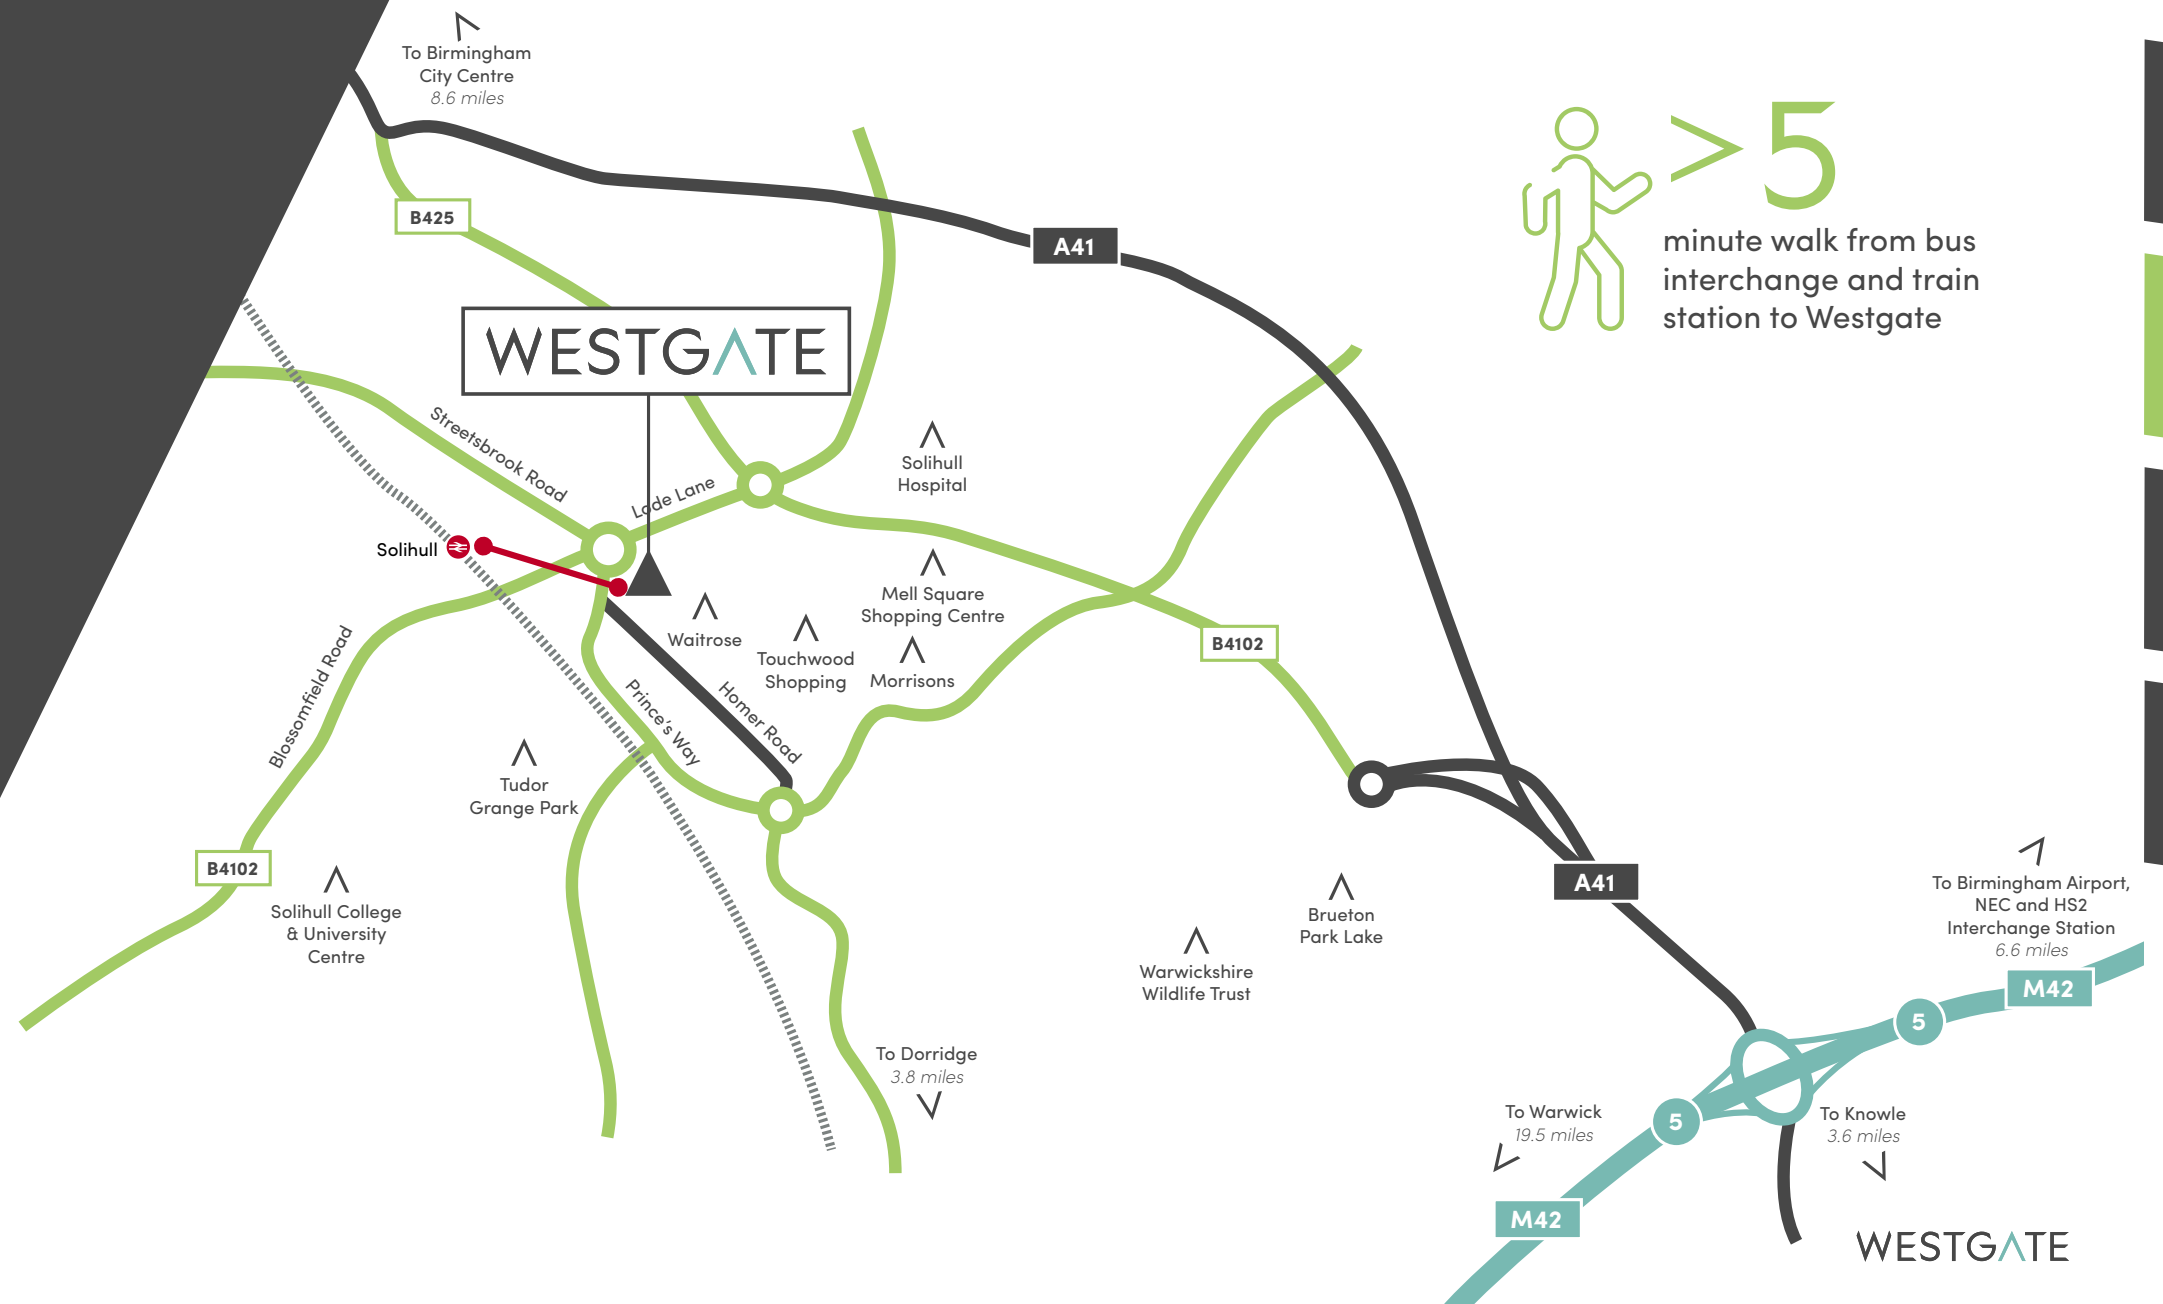 To Birmingham
City Centre
8.6 miles
> 5
minute walk from bus
interchange and train
station to Westgate
B425
A41
WESTGATE
Streetsbrook Road
Lode Lane
Solihull
Hospital
Solihull
Mell Square
Shopping Centre
Waitrose
Touchwood
Shopping
Morrisons
B4102
Blossomfield Road
Prince's Way
Homer Road
Tudor
Grange Park
B4102
Solihull College
& University
Centre
A41
Brueton
Park Lake
Warwickshire
Wildlife Trust
To Birmingham Airport,
NEC and HS2
Interchange Station
6.6 miles
M42
5
To Dorridge
3.8 miles
5
To Warwick
19.5 miles
To Knowle
3.6 miles
M42
WESTGATE